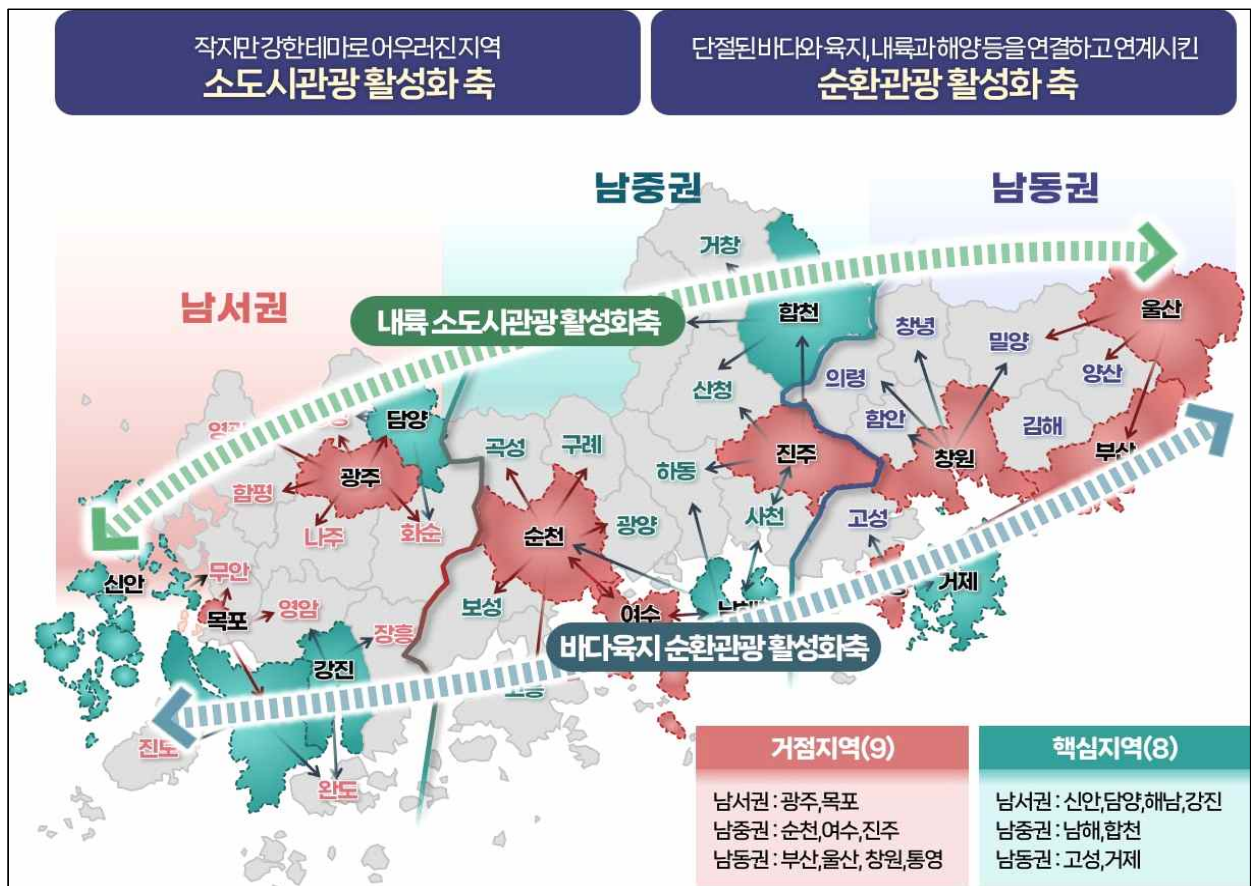 작지만 강한 테마로 어우러진 지역
소도시관광 활성화 축
단절된 바다와 육지, 내륙과 해양 등을 연결하고 연계시킨
순환관광 활성화 축
남서권
남중권
남동권
내륙 소도시관광 활성화축
바다육지 순환관광 활성화축
거창
합천
울산
창녕
밀양
양산
의령
산청
함안
김해
부산
창원
진주
담양
광주
함평
나주
화순
곡성
구례
하동
사천
고성
순천
광양
신안
무안
목포
영암
장흥
강진
보성
여수
거제
진도
완도
거점지역(9)
남서권 : 광주,목포
남중권 : 순천,여수,진주
남동권 : 부산,울산, 창원,통영
핵심지역(8)
남서권 : 신안,담양,해남,강진
남중권 : 남해,합천
남동권 : 고성,거제